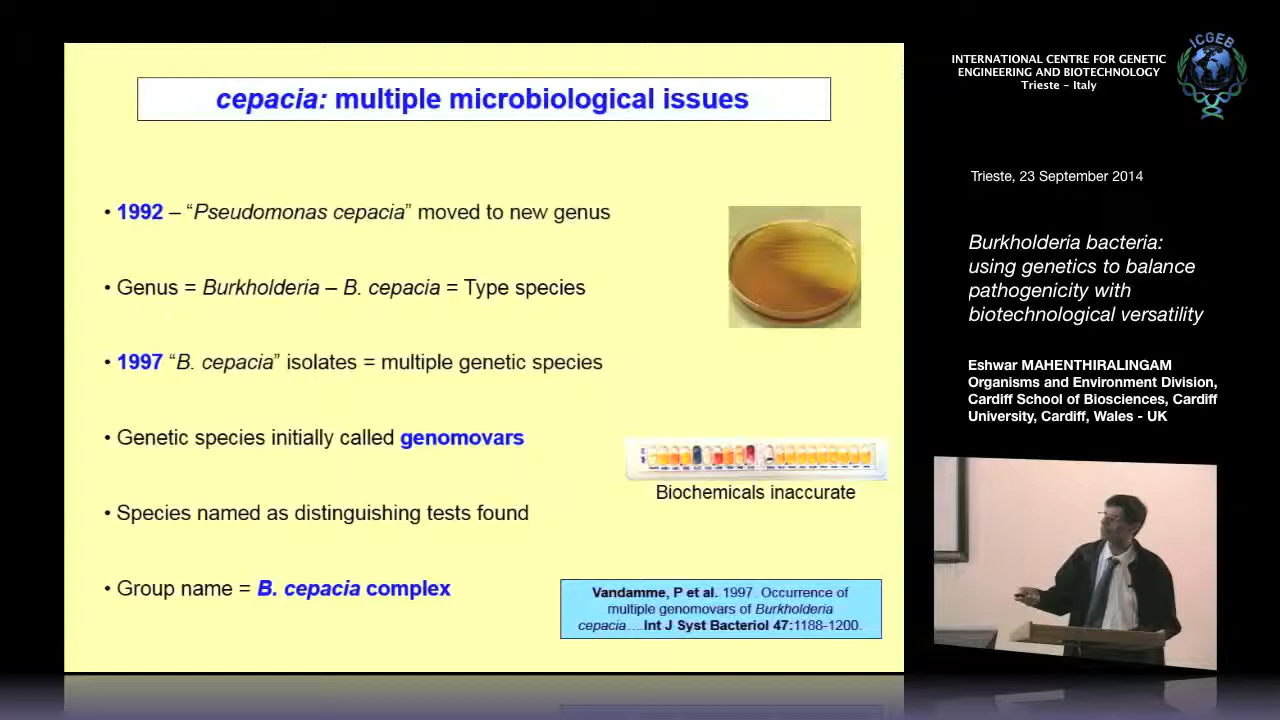 cepacia: multiple microbiological issues
• 1992 – “Pseudomonas cepacia” moved to new genus
• Genus = Burkholderia – B. cepacia = Type species
• 1997 “B. cepacia” isolates = multiple genetic species
• Genetic species initially called genomovars
Biochemicals inaccurate
• Species named as distinguishing tests found
• Group name = B. cepacia complex
Vandamme, P et al. 1997. Occurrence of
multiple genomovars of Burkholderia
cepacia....Int J Syst Bacteriol 47:1188-1200.
INTERNATIONAL CENTRE FOR GENETIC
ENGINEERING AND BIOTECHNOLOGY
Trieste - Italy
ICGEB
Trieste, 23 September 2014
Burkholderia bacteria:
using genetics to balance
pathogenicity with
biotechnological versatility
Eshwar MAHENTHIRALINGAM
Organisms and Environment Division,
Cardiff School of Biosciences, Cardiff
University, Cardiff, Wales - UK